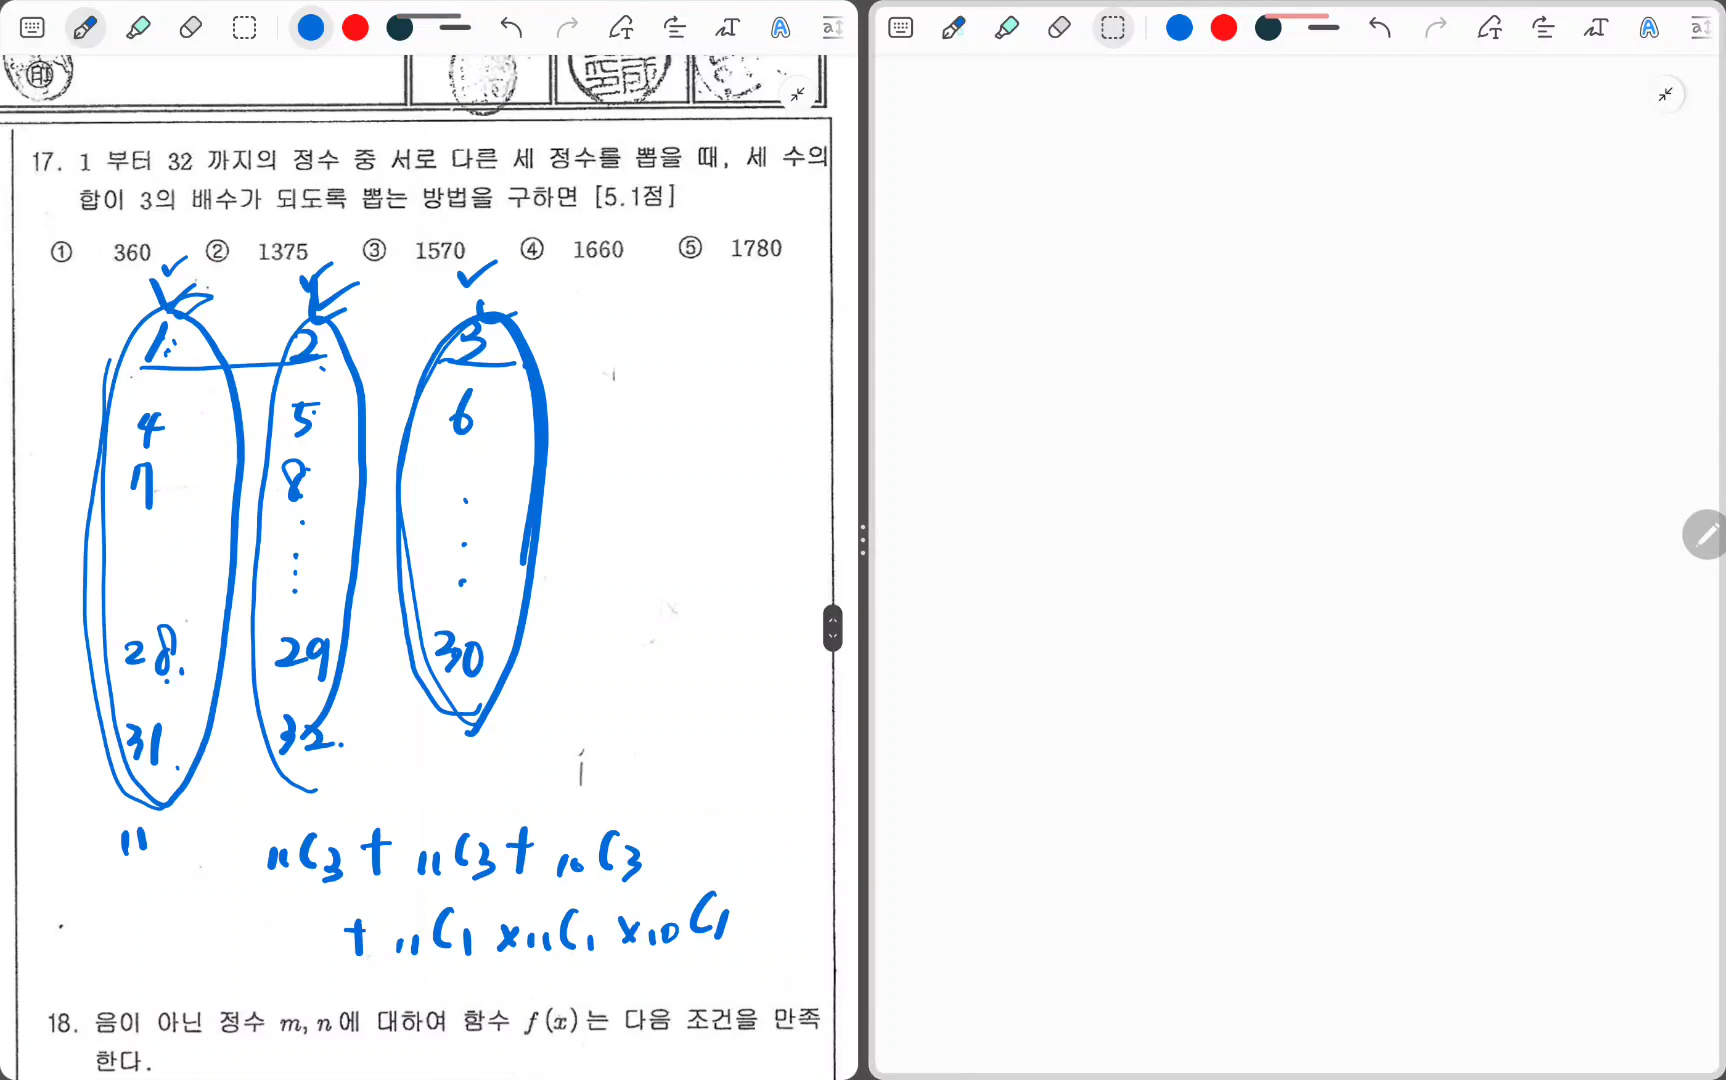 17. 1 부터 32 까지의 정수 중 서로 다른 세 정수를 뽑을 때, 세 수의
합이 3의 배수가 되도록 뽑는 방법을 구하면 [5.1점]
① 360 ② 1375 ③ 1570 ④ 1660 ⑤ 1780
1 2 3
4 5 6
7 8
28 29 30
31 32
11
₁₁C₃ + ₁₁C₃ + ₁₀C₃
+ ₁₁C₁ × ₁₁C₁ × ₁₀C₁
18. 음이 아닌 정수 m, n에 대하여 함수 f(x)는 다음 조건을 만족
한다.